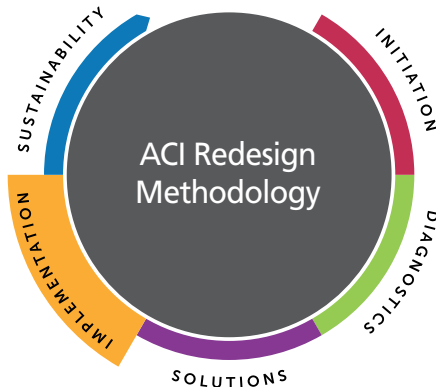 ACI Redesign
Methodology
INITIATION
DIAGNOSTICS
SOLUTIONS
IMPLEMENTATION
SUSTAINABILITY